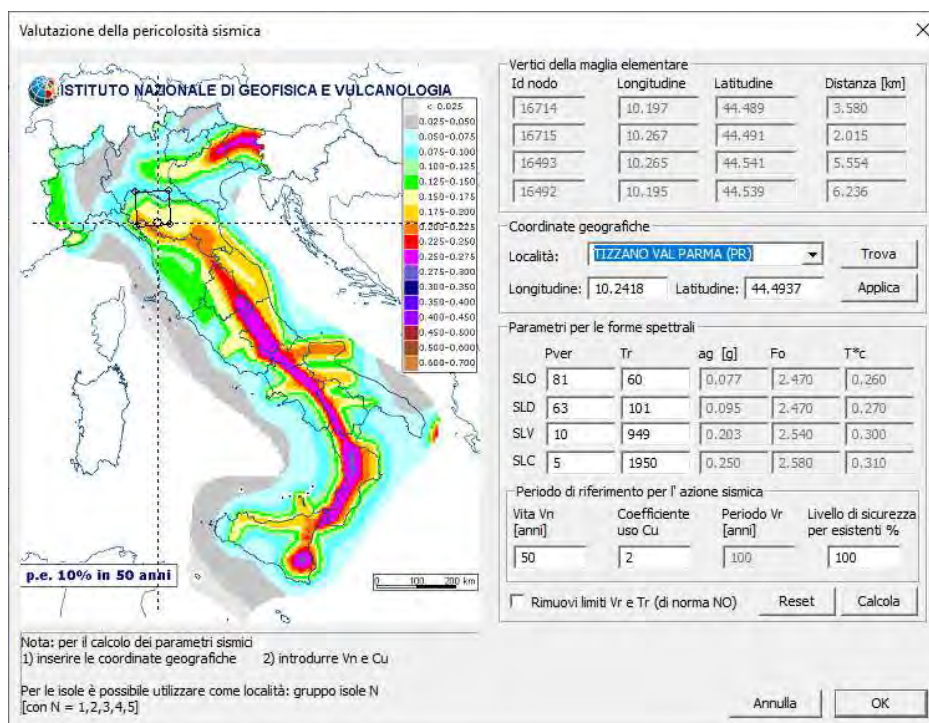 Valutazione della pericolosità sismica
ISTITUTO NAZIONALE DI GEOFISICA E VULCANOLOGIA
< 0.025
0.025-0.050
0.050-0.075
0.075-0.100
0.100-0.125
0.125-0.150
0.150-0.175
0.175-0.200
0.200-0.225
0.225-0.250
0.250-0.275
0.275-0.300
0.300-0.350
0.350-0.400
0.400-0.450
0.450-0.500
0.500-0.600
0.600-0.700
p.e. 10% in 50 anni
0 100 200 km
Nota: per il calcolo dei parametri sismici
1) inserire le coordinate geografiche 2) introdurre Vn e Cu
Per le isole è possibile utilizzare come località: gruppo isole N
[con N = 1,2,3,4,5]
Vertici della maglia elementare
Id nodo Longitudine Latitudine Distanza [km]
16714 10.197 44.489 3.580
16715 10.267 44.491 2.015
16493 10.265 44.541 5.554
16492 10.195 44.539 6.236
Coordinate geografiche
Località: TIZZANO VAL PARMA (PR) Trova
Longitudine: 10.2418 Latitudine: 44.4937 Applica
Parametri per le forme spettrali
Pver Tr ag [g] Fo T*c
SLO 81 60 0.077 2.470 0.260
SLD 63 101 0.095 2.470 0.270
SLV 10 949 0.203 2.540 0.300
SLC 5 1950 0.250 2.580 0.310
Periodo di riferimento per l' azione sismica
Vita Vn Coefficiente Periodo Vr Livello di sicurezza
[anni] uso Cu [anni] per esistenti %
50 2 100 100
Rimuovi limiti Vr e Tr (di norma NO) Reset Calcola
Annulla OK